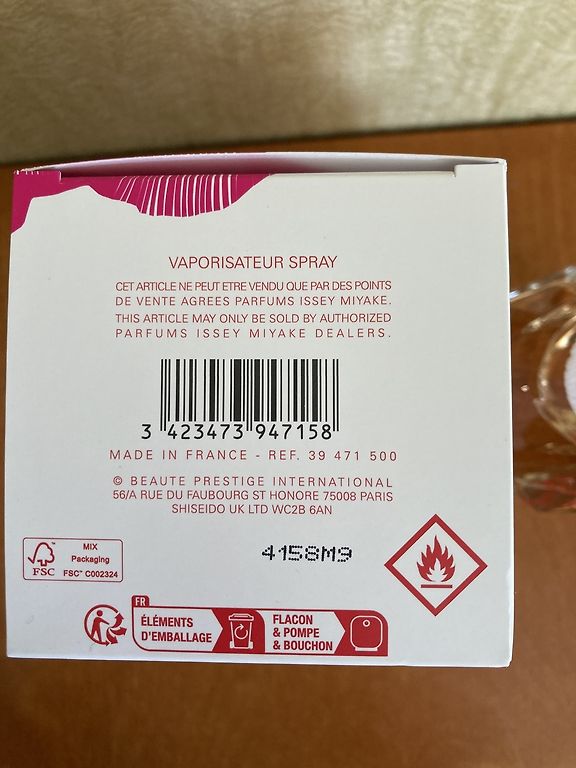 VAPORISATEUR SPRAY
CET ARTICLE NE PEUT ETRE VENDU QUE PAR DES POINTS
DE VENTE AGREES PARFUMS ISSEY MIYAKE.
THIS ARTICLE MAY ONLY BE SOLD BY AUTHORIZED
PARFUMS ISSEY MIYAKE DEALERS.
3 423473 947158
MADE IN FRANCE - REF. 39 471 500
© BEAUTE PRESTIGE INTERNATIONAL
56/A RUE DU FAUBOURG ST HONORE 75008 PARIS
SHISEIDO UK LTD WC2B 6AN
FSC
MIX
Packaging
FSC™ C002324
4158M9
FR
ÉLÉMENTS
D'EMBALLAGE
FLACON
& POMPE
& BOUCHON